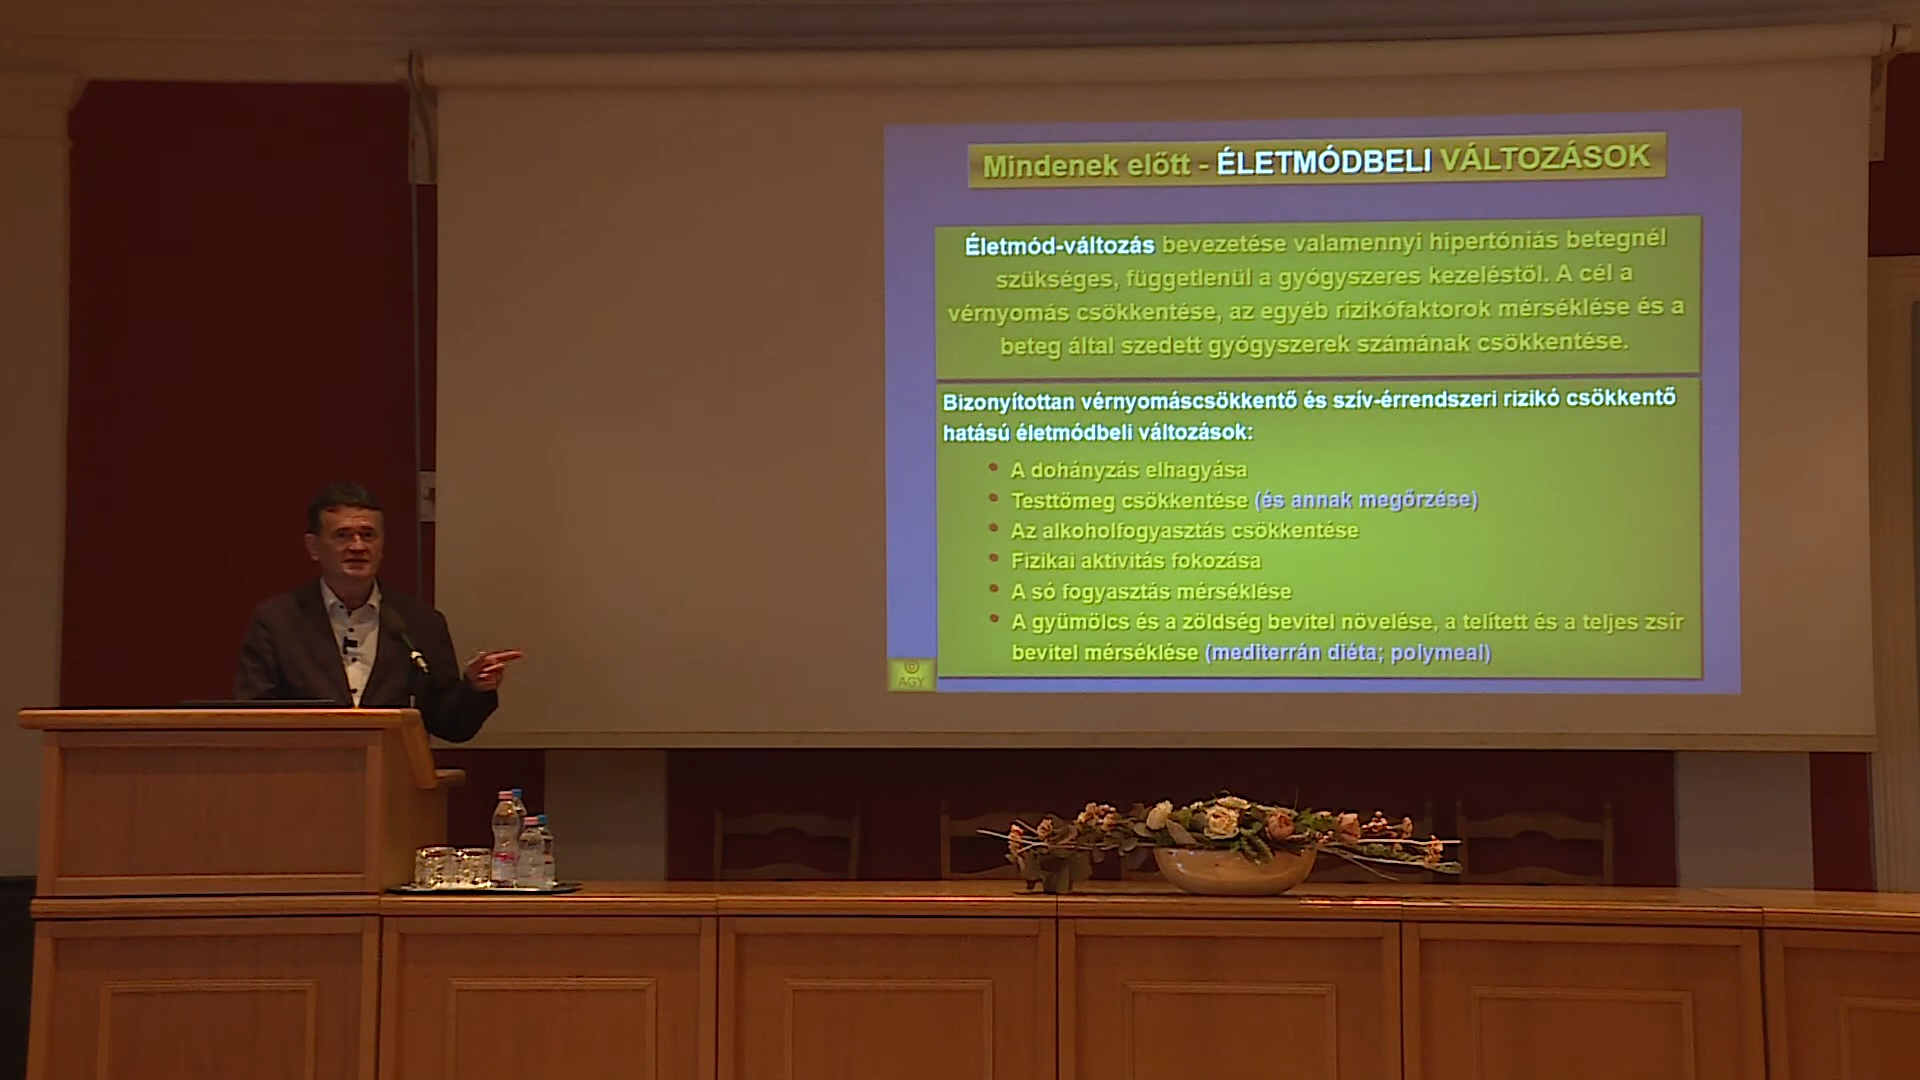 Mindenek előtt - ÉLETMÓDBELI VÁLTOZÁSOK
Életmód-változás bevezetése valamennyi hipertóniás betegnél
szükséges, függetlenül a gyógyszeres kezeléstől. A cél a
vérnyomás csökkentése, az egyéb rizikófaktorok mérséklése és a
beteg által szedett gyógyszerek számának csökkentése.
Bizonyítottan vérnyomáscsökkentő és szív-érrendszeri rizikó csökkentő
hatású életmódbeli változások:
• A dohányzás elhagyása
• Testtömeg csökkentése (és annak megőrzése)
• Az alkoholfogyasztás csökkentése
• Fizikai aktivitás fokozása
• A só fogyasztás mérséklése
• A gyümölcs és a zöldség bevitel növelése, a telített és a teljes zsír
bevitel mérséklése (mediterrán diéta; polymeal)
©
AGY